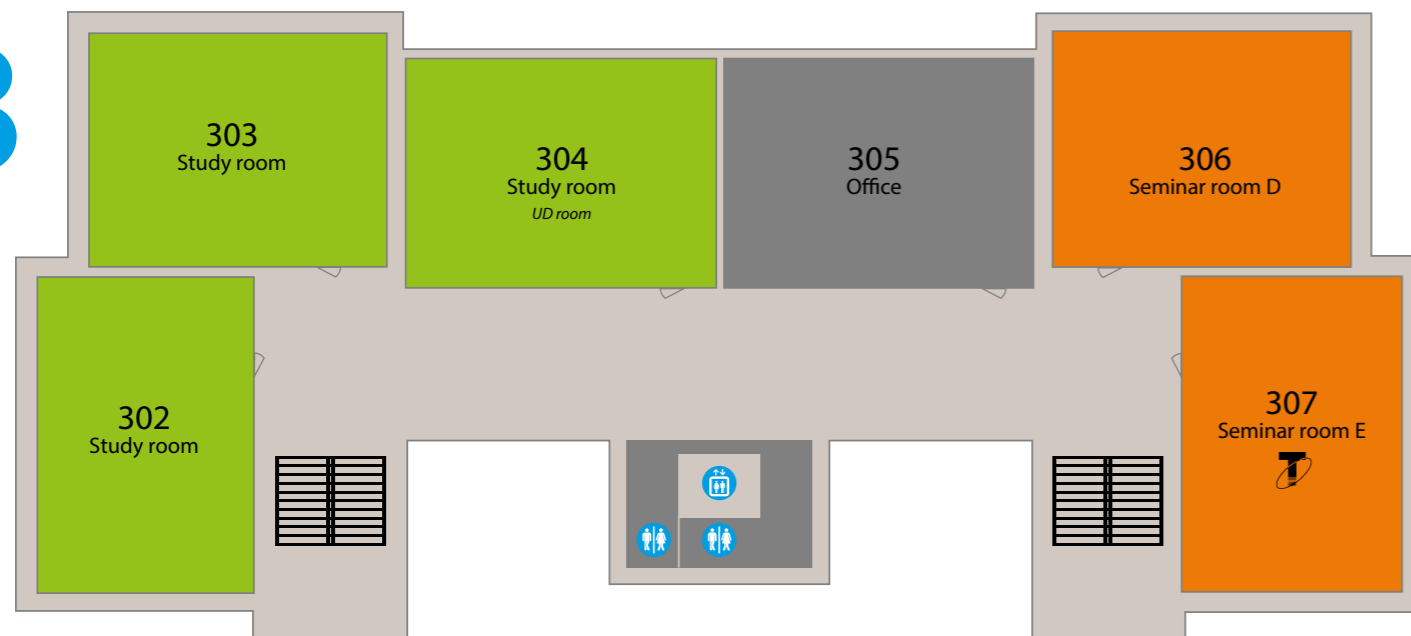 303
Study room
304
Study room
UD room
305
Office
306
Seminar room D
302
Study room
307
Seminar room E
T